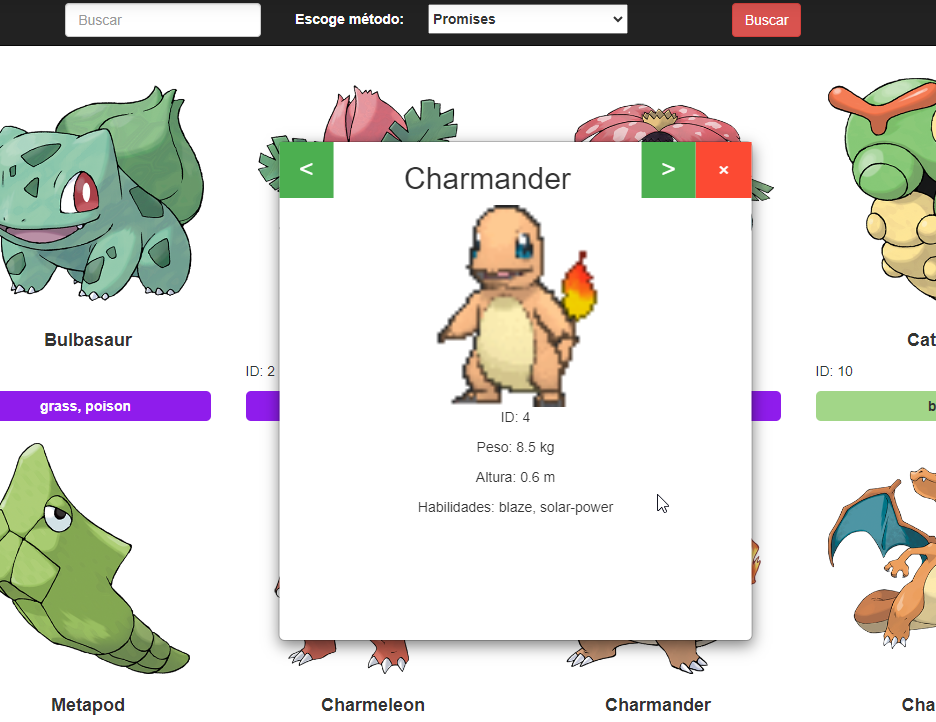 Buscar
Escoge método:
Promises
Buscar
<
Charmander
>
×
ID: 4
Peso: 8.5 kg
Altura: 0.6 m
Habilidades: blaze, solar-power
Bulbasaur
Cat
ID: 2
ID: 10
grass, poison
b
Metapod
Charmeleon
Charmander
Cha